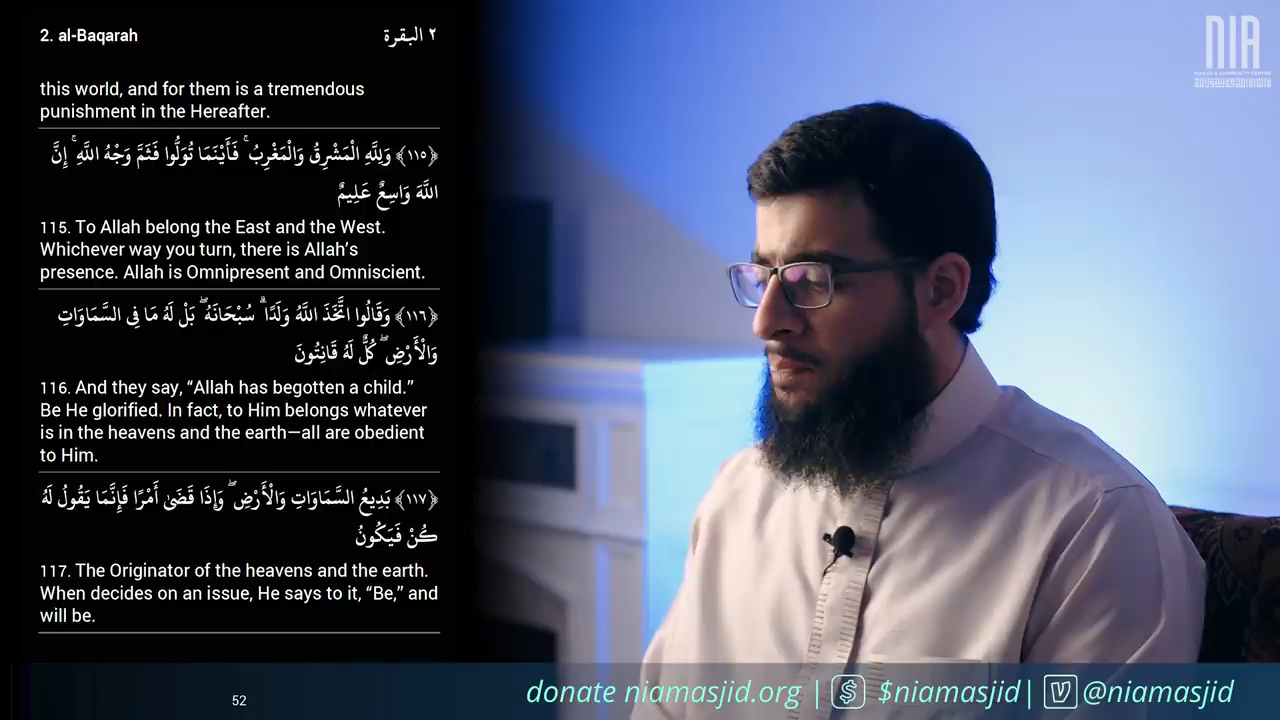 2. al-Baqarah
٢ البقرة
this world, and for them is a tremendous
punishment in the Hereafter.
﴿١١٥﴾ وَلِلَّهِ الْمَشْرِقُ وَالْمَغْرِبُ ۚ فَأَيْنَمَا تُوَلُّوا فَثَمَّ وَجْهُ اللَّهِ ۚ إِنَّ
اللَّهَ وَاسِعٌ عَلِيمٌ
115. To Allah belong the East and the West.
Whichever way you turn, there is Allah’s
presence. Allah is Omnipresent and Omniscient.
﴿١١٦﴾ وَقَالُوا اتَّخَذَ اللَّهُ وَلَدًا ۗ سُبْحَانَهُ ۖ بَل لَّهُ مَا فِي السَّمَاوَاتِ
وَالْأَرْضِ ۖ كُلٌّ لَّهُ قَانِتُونَ
116. And they say, “Allah has begotten a child.”
Be He glorified. In fact, to Him belongs whatever
is in the heavens and the earth—all are obedient
to Him.
﴿١١٧﴾ بَدِيعُ السَّمَاوَاتِ وَالْأَرْضِ ۖ وَإِذَا قَضَىٰ أَمْرًا فَإِنَّمَا يَقُولُ لَهُ
كُنْ فَيَكُونُ
117. The Originator of the heavens and the earth.
When decides on an issue, He says to it, “Be,” and
will be.
52
NIA
donate niamasjid.org | $ $niamasjid | V @niamasjid